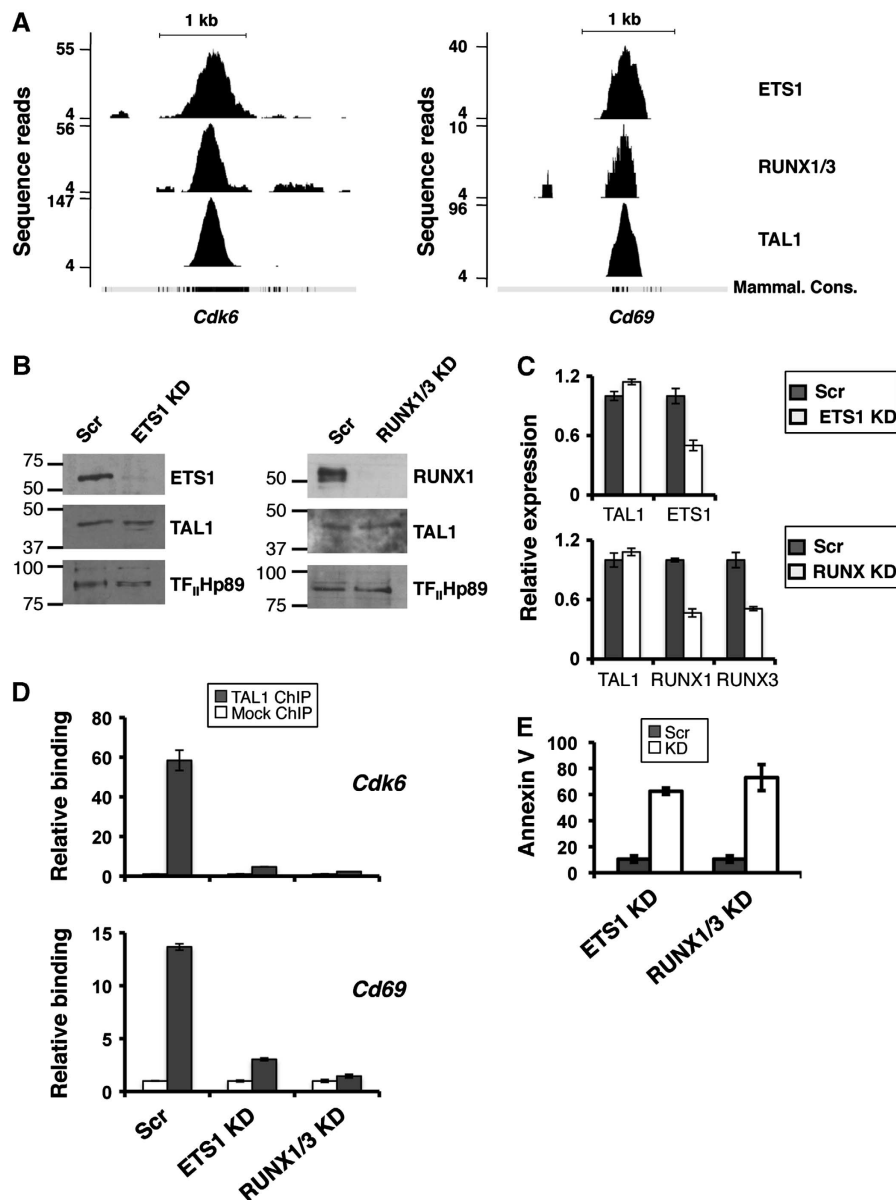 A
1 kb
1 kb
Sequence reads
55
4
56
4
147
4
Cdk6
Sequence reads
40
4
10
4
96
4
Cd69
ETS1
RUNX1/3
TAL1
Mammal. Cons.
B
Scr
ETS1 KD
75
50
ETS1
50
37
TAL1
100
75
TFIIHp89
Scr
RUNX1/3 KD
50
RUNX1
50
37
TAL1
100
75
TFIIHp89
C
Relative expression
1.2
0.6
0
TAL1 ETS1
Scr
ETS1 KD
1.2
0.6
0
TAL1 RUNX1 RUNX3
Scr
RUNX KD
D
TAL1 ChIP
Mock ChIP
Relative binding
80
60
40
20
0
Cdk6
Relative binding
15
10
5
0
Cd69
Scr
ETS1 KD
RUNX1/3 KD
E
Scr
KD
Annexin V
100
80
60
40
20
0
ETS1 KD
RUNX1/3 KD